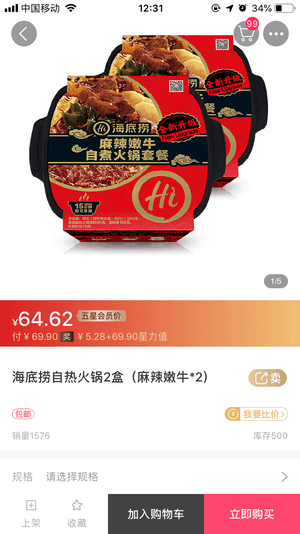 中国移动 12:31 34%
99
海底捞
麻辣嫩牛
自煮火锅套餐
全新升级
New Upgrade
Hi
15
1/5
¥64.62 五星会员价
付￥69.90 奖 ￥5.28+69.90星力值
海底捞自热火锅2盒（麻辣嫩牛*2） 卖
包邮 我要比价>
销量1576 库存500
规格 请选择规格
上架 收藏 加入购物车 立即购买